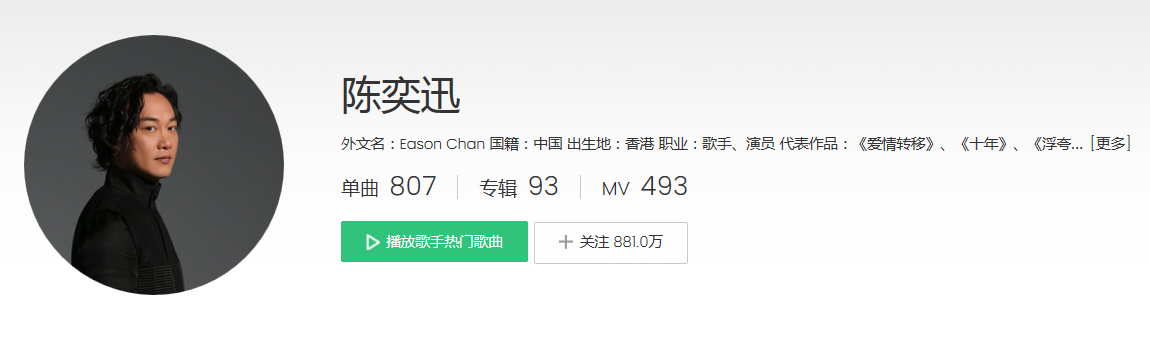 陈奕迅
外文名：Eason Chan 国籍：中国 出生地：香港 职业：歌手、演员 代表作品：《爱情转移》、《十年》、《浮夸... [更多]
单曲 807 专辑 93 MV 493
播放歌手热门歌曲 关注 881.0万